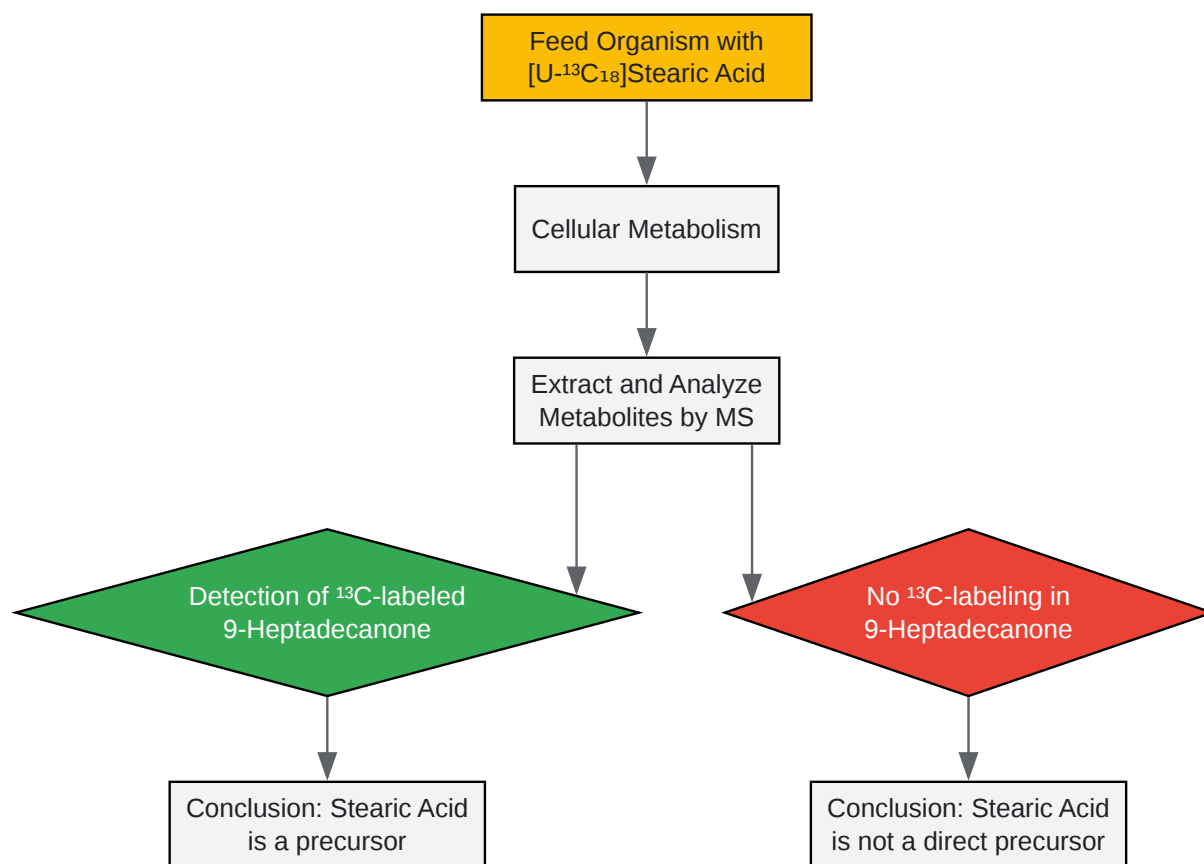 Feed Organism with
[U-¹³C₁₈]Stearic Acid
Cellular Metabolism
Extract and Analyze
Metabolites by MS
Detection of ¹³C-labeled
9-Heptadecanone
No ¹³C-labeling in
9-Heptadecanone
Conclusion: Stearic Acid
is a precursor
Conclusion: Stearic Acid
is not a direct precursor